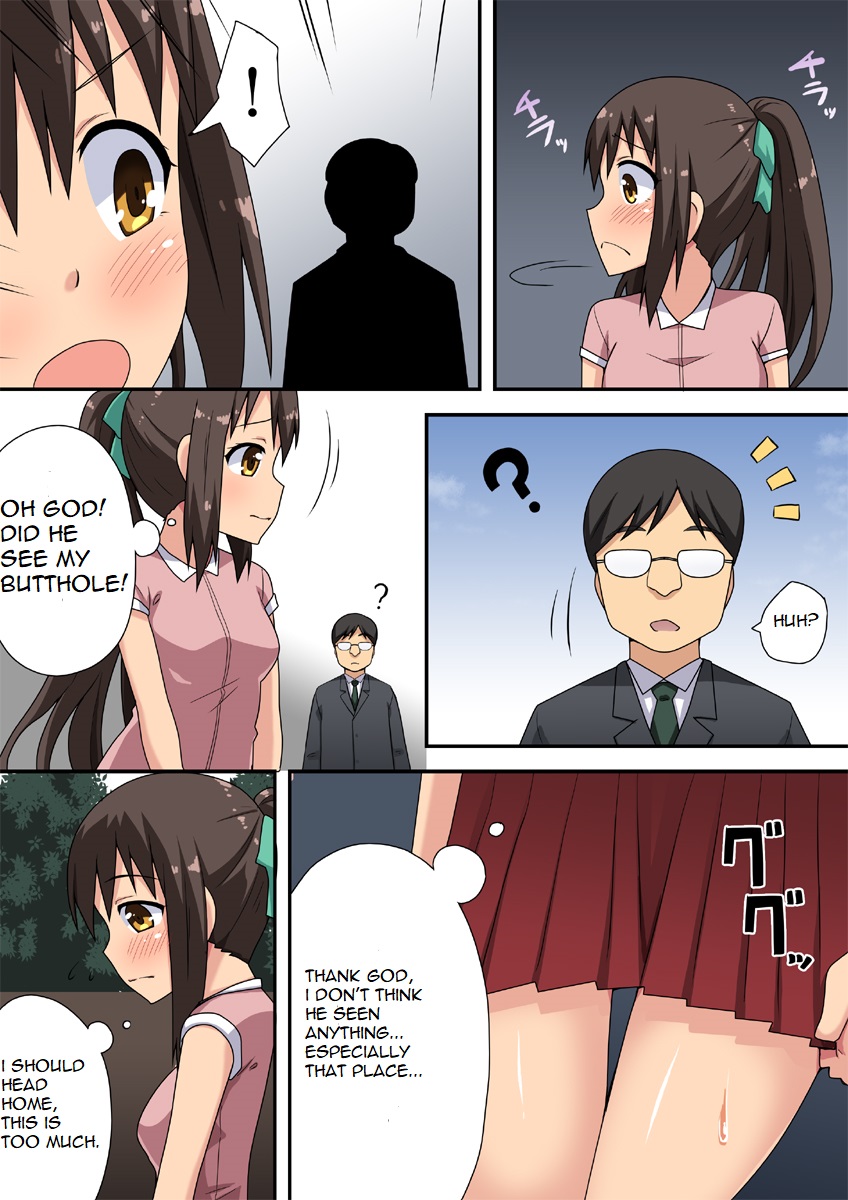 チラッ
チラッ
!
HUH?
?
OH GOD!
DID HE
SEE MY
BUTTHOLE!
?
THANK GOD,
I DON'T THINK
HE SEEN
ANYTHING...
ESPECIALLY
THAT PLACE...
グ
グッ
I SHOULD
HEAD
HOME,
THIS IS
TOO MUCH.